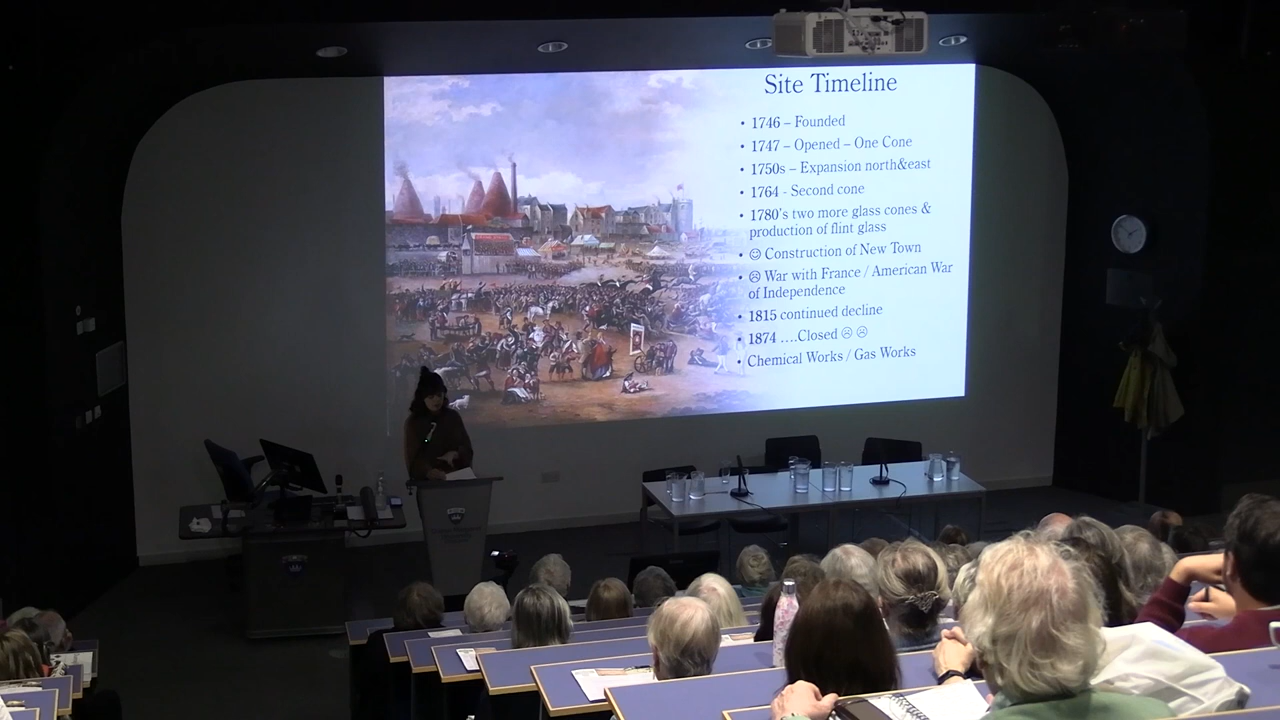 Site Timeline
• 1746 – Founded
• 1747 – Opened – One Cone
• 1750s – Expansion north&east
• 1764 - Second cone
• 1780's two more glass cones &
production of flint glass
• ☺ Construction of New Town
• ☹ War with France / American War
of Independence
• 1815 continued decline
• 1874 ....Closed ☹ ☹
• Chemical Works / Gas Works